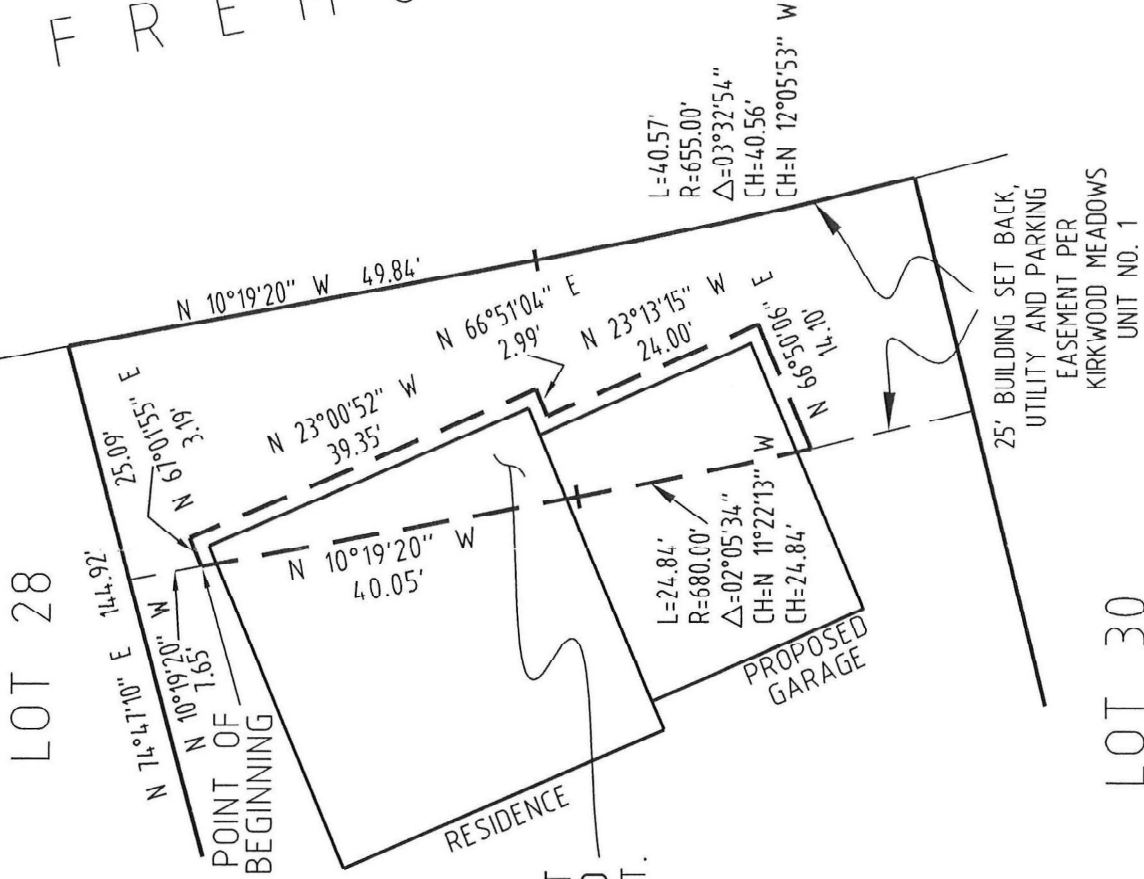 F R E M
LOT 28
N 74°47'10" E 144.92'
25.09'
N 67°01'55" E
3.19'
N 10°19'20" W
7.65'
POINT OF
BEGINNING
N 10°19'20" W 49.84'
N 23°00'52" W
39.35'
N 66°51'04" E
2.99'
N 23°13'15" W
24.00'
N 66°50'06" E
14.10'
L=40.57'
R=655.00'
△=03°32'54"
CH=40.56'
CH=N 12°05'53" W
N 10°19'20" W
40.05'
L=24.84'
R=680.00'
△=02°05'34"
CH=N 11°22'13" W
CH=24.84'
RESIDENCE
PROPOSED
GARAGE
25' BUILDING SET BACK,
UTILITY AND PARKING
EASEMENT PER
KIRKWOOD MEADOWS
UNIT NO. 1
LOT 30
T.